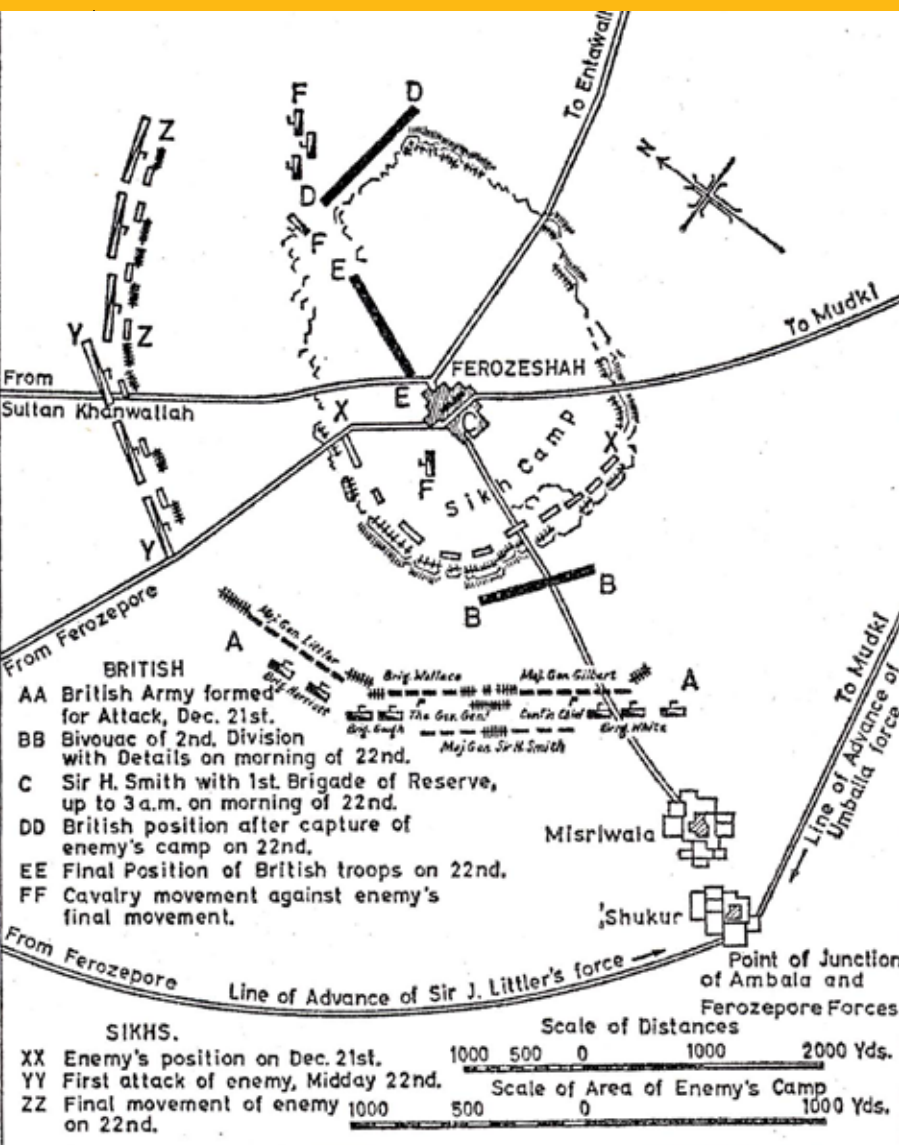 To Entawali
F
D
Z
N
D
F
E
To Mudki
Y
Z
From
Sultan Khanwallah
FEROZESHAH
E
X
C
X
Sikh Camp
F
Y
B
B
From Ferozepore
A
Maj Gen. Littler
Brig. Harriott
Brig. Wallace
Maj. Gen. Gilbert
A
Brig. Gough
The Gov. Genl
Com'n Chief
Brig. White
Maj Gen Sir H. Smith
To Mudki
Line of Advance of
Umballa force
BRITISH
AA British Army formed
for Attack, Dec. 21st.
BB Bivouac of 2nd. Division
with Details on morning of 22nd.
C Sir H. Smith with 1st. Brigade of Reserve,
up to 3 a.m. on morning of 22nd.
DD British position after capture of
enemy's camp on 22nd.
EE Final Position of British troops on 22nd.
FF Cavalry movement against enemy's
final movement.
Misriwala
Shukur
From Ferozepore
Line of Advance of Sir J. Littler's force
Point of Junction
of Ambala and
Ferozepore Forces
SIKHS.
XX Enemy's position on Dec. 21st.
YY First attack of enemy, Midday 22nd.
ZZ Final movement of enemy
on 22nd.
Scale of Distances
1000 500 0 1000 2000 Yds.
Scale of Area of Enemy's Camp
1000 500 0 1000 Yds.